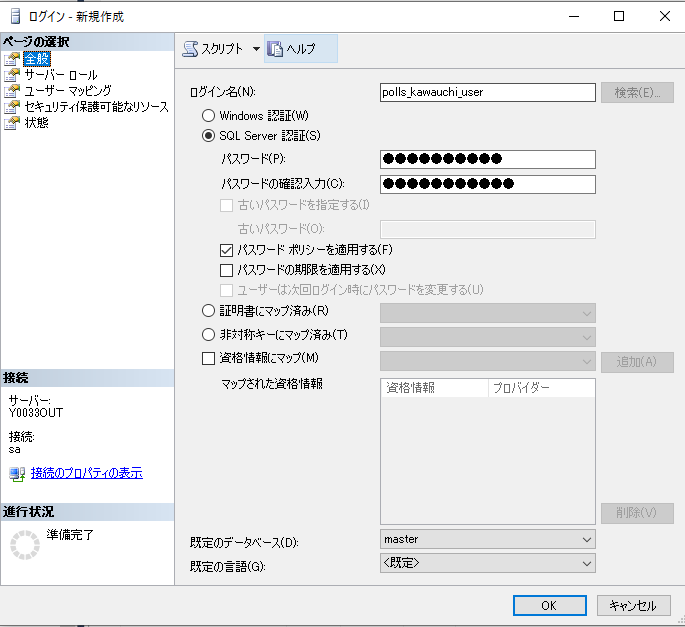 ログイン - 新規作成
ページの選択
全般
サーバー ロール
ユーザー マッピング
セキュリティ保護可能なリソース
状態
スクリプト
ヘルプ
ログイン名(N):
polls_kawauchi_user
検索(E)...
Windows 認証(W)
SQL Server 認証(S)
パスワード(P):
●●●●●●●●●●
パスワードの確認入力(C):
●●●●●●●●●●●
古いパスワードを指定する(I)
古いパスワード(O):
パスワード ポリシーを適用する(F)
パスワードの期限を適用する(X)
ユーザーは次回ログイン時にパスワードを変更する(U)
証明書にマップ済み(R)
非対称キーにマップ済み(T)
資格情報にマップ(M)
追加(A)
マップされた資格情報
資格情報 プロバイダー
削除(V)
既定のデータベース(D):
master
既定の言語(G):
<既定>
接続
サーバー:
Y0033OUT
接続:
sa
接続のプロパティの表示
進行状況
準備完了
OK
キャンセル